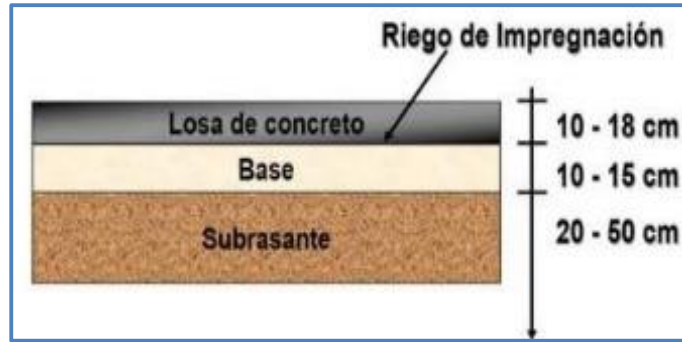 Riego de Impregnación
Losa de concreto
10 - 18 cm
Base
10 - 15 cm
Subrasante
20 - 50 cm